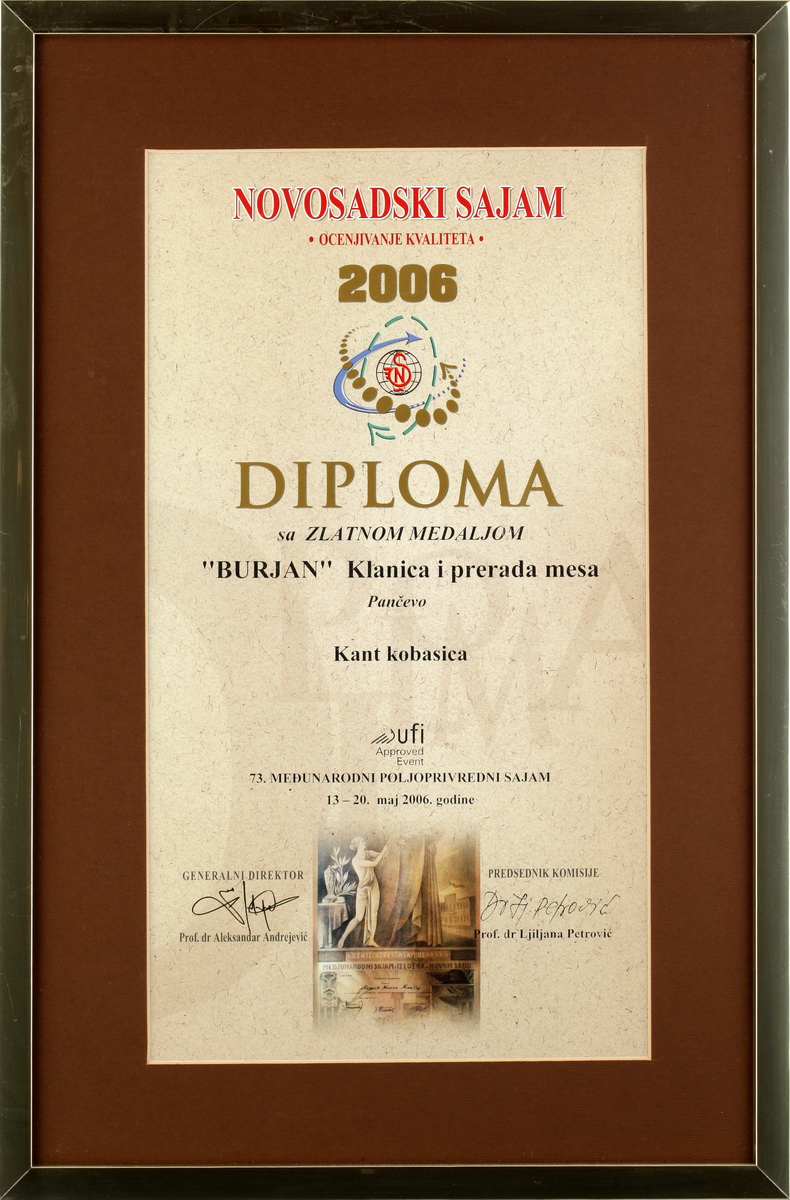 NOVOSADSKI SAJAM
• OCENJIVANJE KVALITETA •
2006
DIPLOMA
sa ZLATNOM MEDALJOM
"BURJAN" Klanica i prerada mesa
Pančevo
Kant kobasica
ufi
Approved
Event
73. MEĐUNARODNI POLJOPRIVREDNI SAJAM
13 – 20. maj 2006. godine
GENERALNI DIREKTOR
Prof. dr Aleksandar Andrejević
PREDSEDNIK KOMISIJE
Prof. dr Ljiljana Petrović